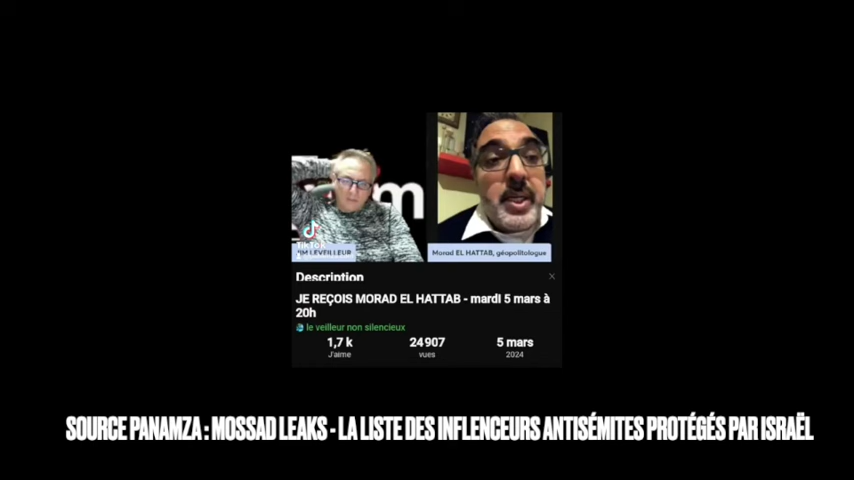 m
TikTok
JIM LEVEILLEUR
Morad EL HATTAB, géopolitologue
Description
JE REÇOIS MORAD EL HATTAB - mardi 5 mars à
20h
le veilleur non silencieux
1,7 k 24 907 5 mars
J'aime vues 2024
SOURCE PANAMZA : MOSSAD LEAKS - LA LISTE DES INFLENCEURS ANTISÉMITES PROTÉGÉS PAR ISRAËL